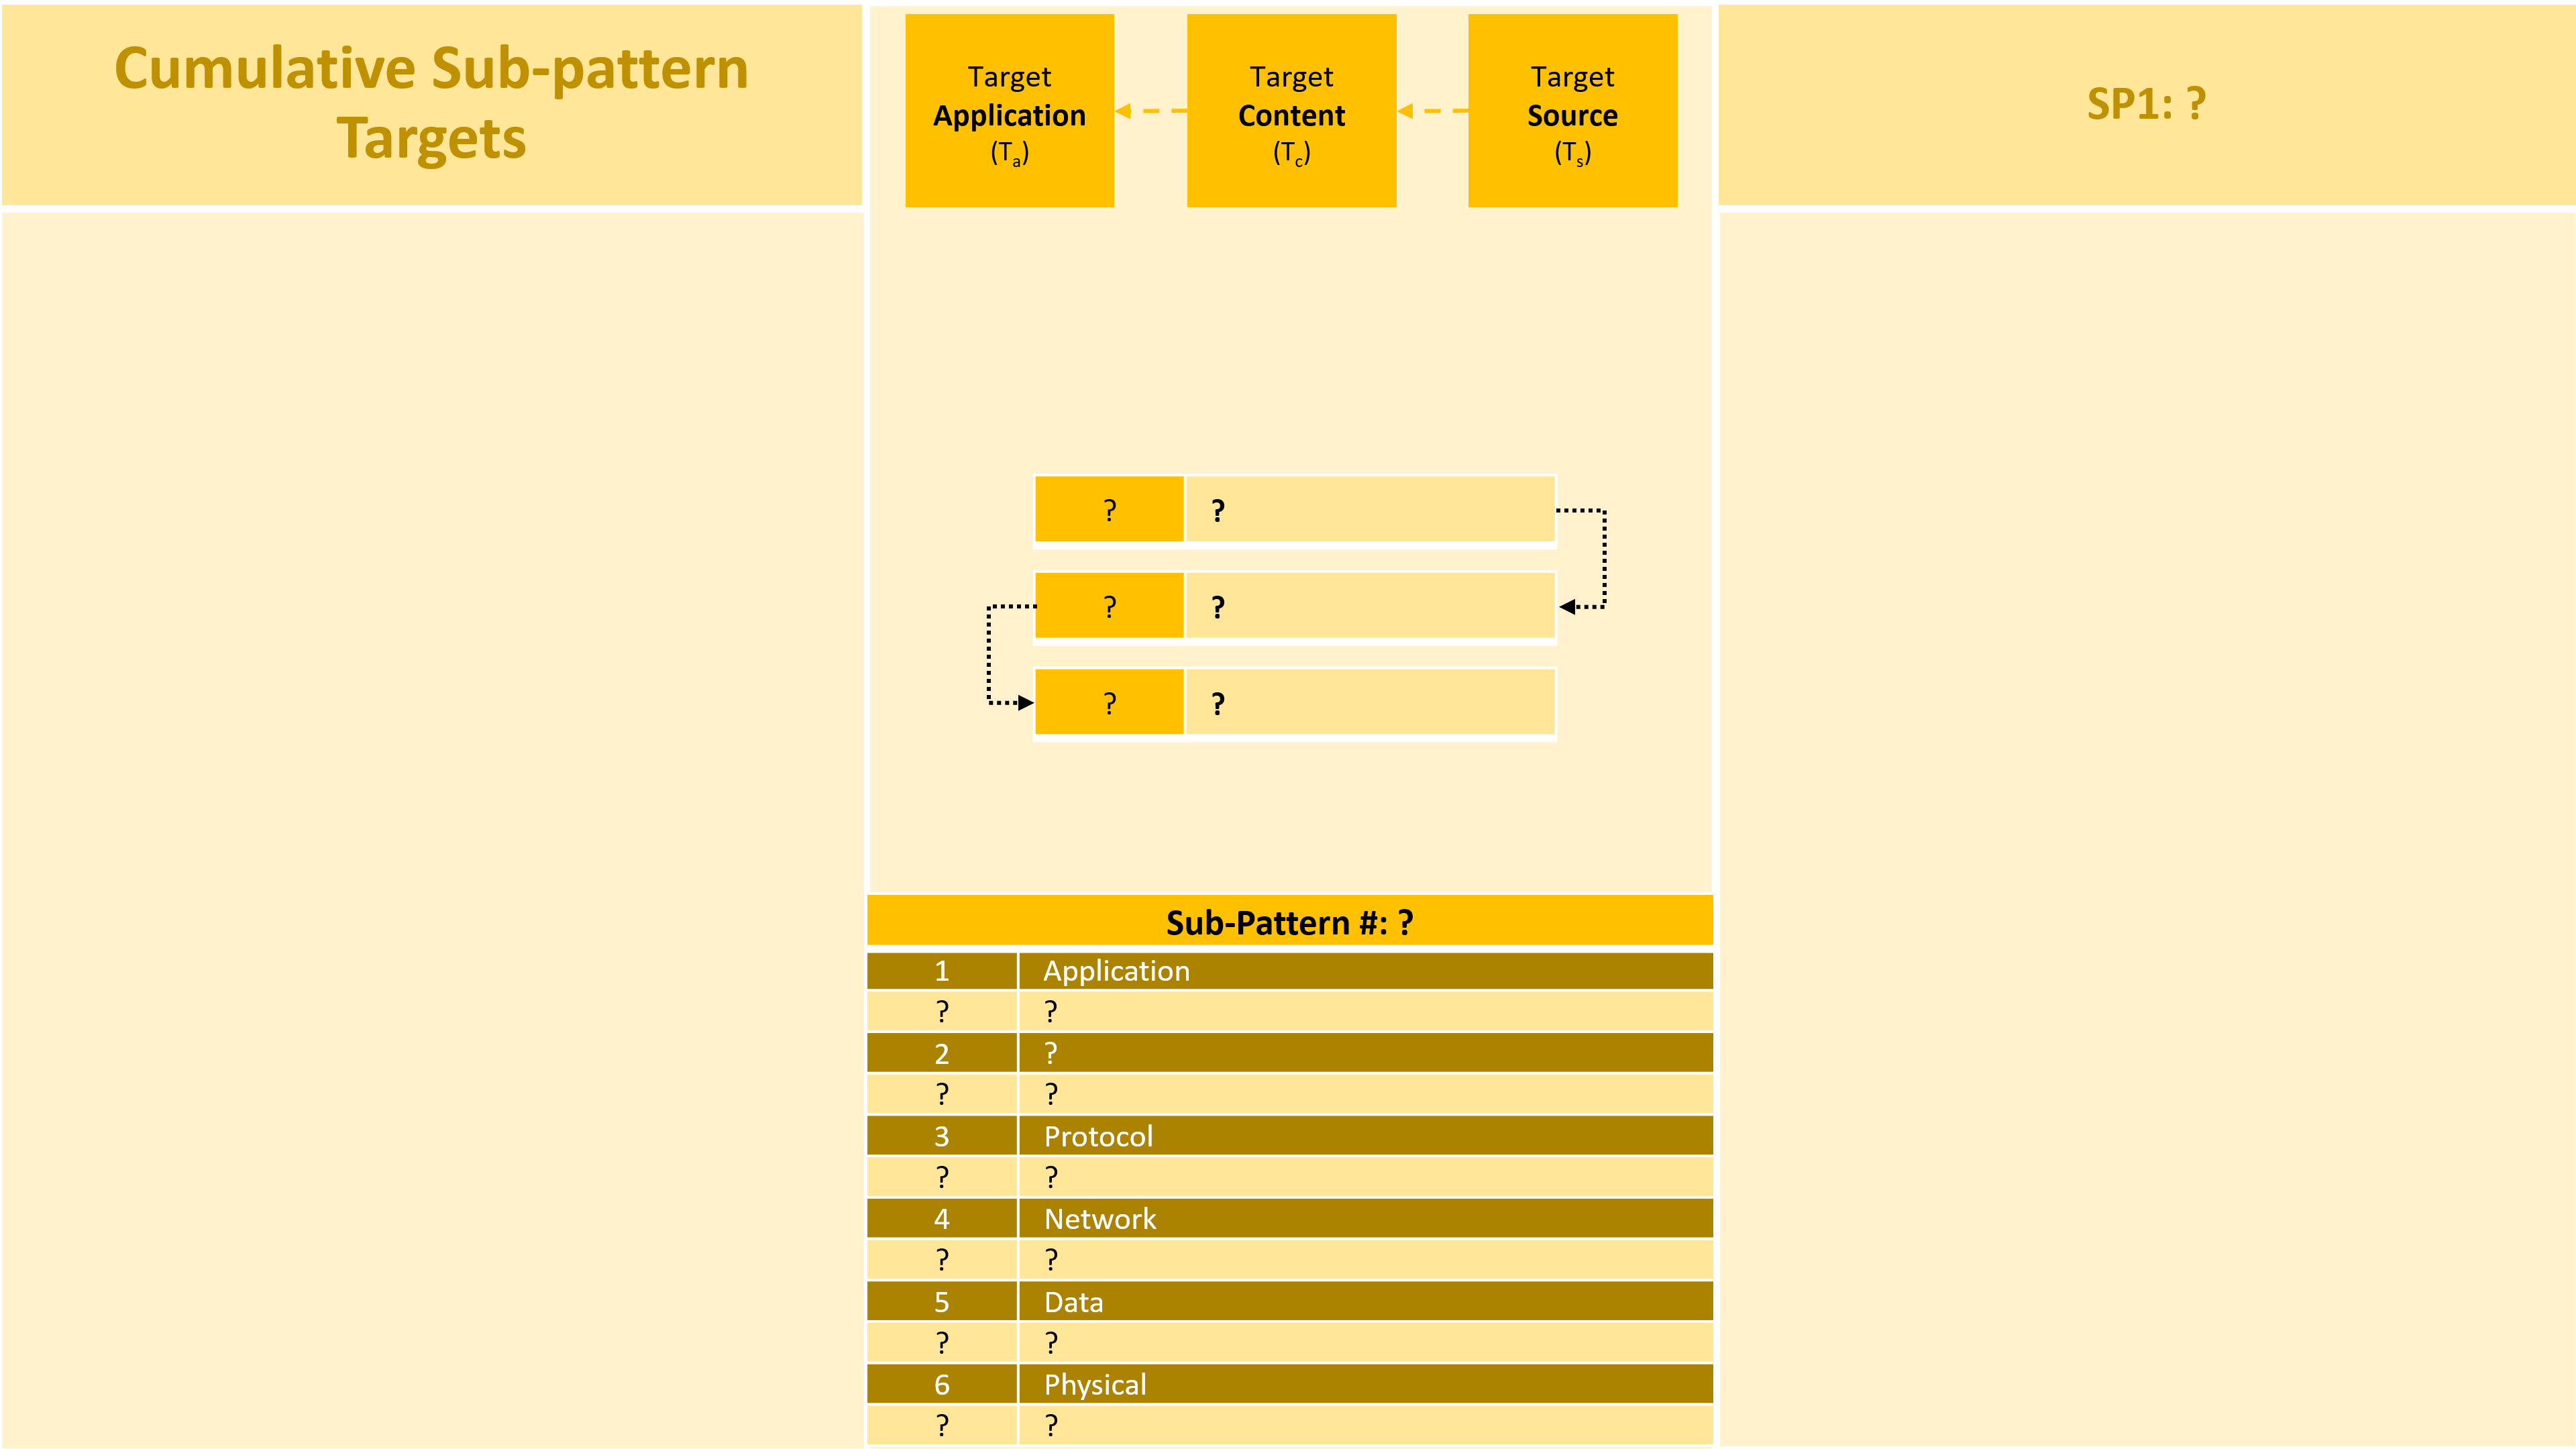 Cumulative Sub-pattern
Targets
Target
Application
(Tₐ)
Target
Content
(T꜀)
Target
Source
(Tₛ)
SP1: ?
? ?
? ?
? ?
Sub-Pattern #: ?
1 Application
? ?
2 ?
? ?
3 Protocol
? ?
4 Network
? ?
5 Data
? ?
6 Physical
? ?